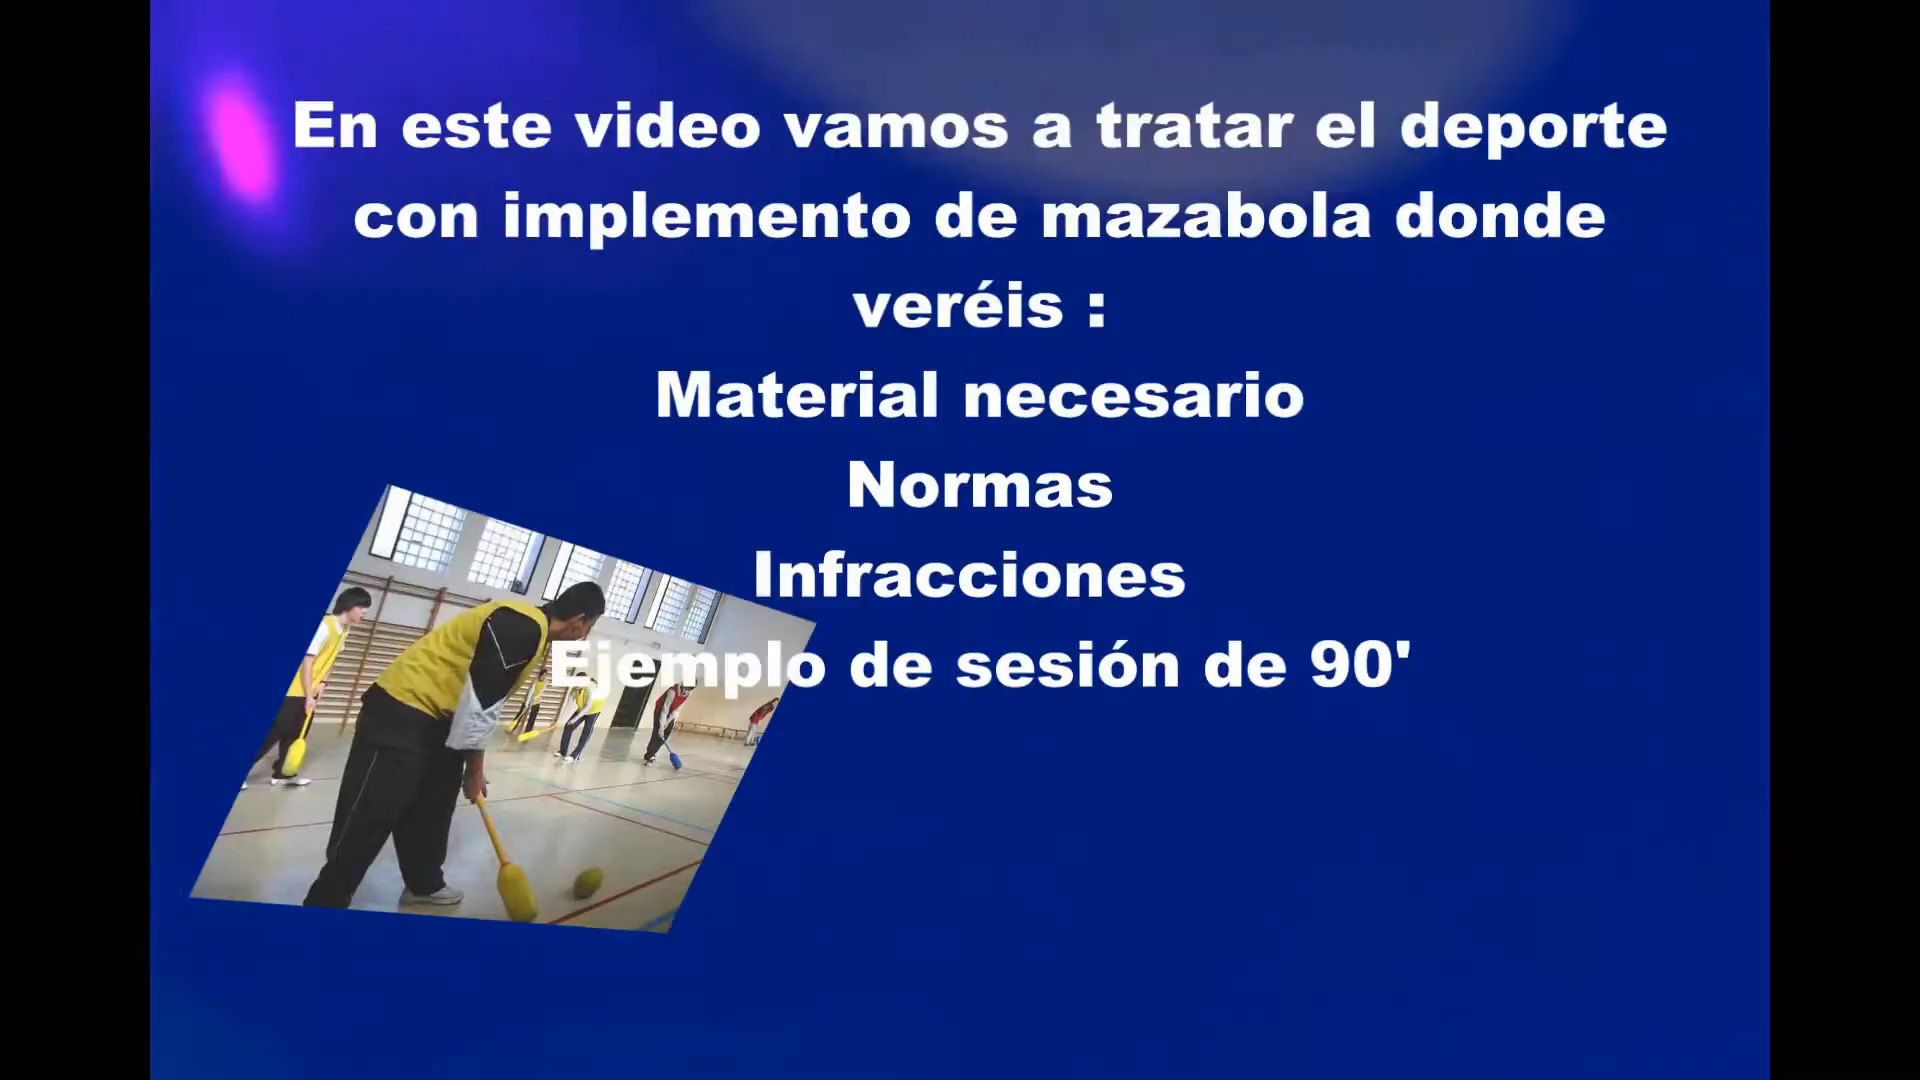 En este video vamos a tratar el deporte
con implemento de mazabola donde
veréis :
Material necesario
Normas
Infracciones
Ejemplo de sesión de 90'